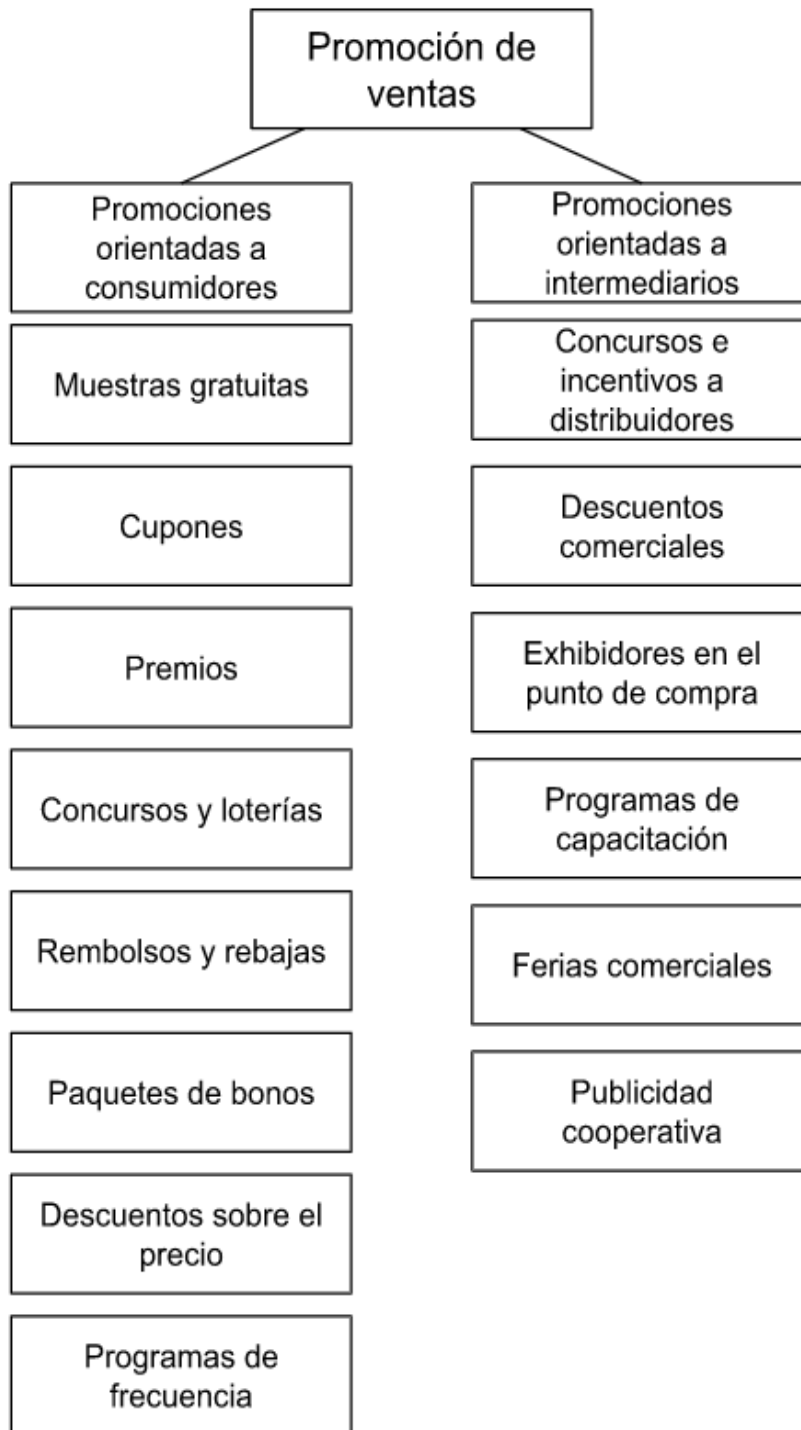 Promoción de
ventas
Promociones
orientadas a
consumidores
Muestras gratuitas
Cupones
Premios
Concursos y loterías
Rembolsos y rebajas
Paquetes de bonos
Descuentos sobre el
precio
Programas de
frecuencia
Promociones
orientadas a
intermediarios
Concursos e
incentivos a
distribuidores
Descuentos
comerciales
Exhibidores en el
punto de compra
Programas de
capacitación
Ferias comerciales
Publicidad
cooperativa